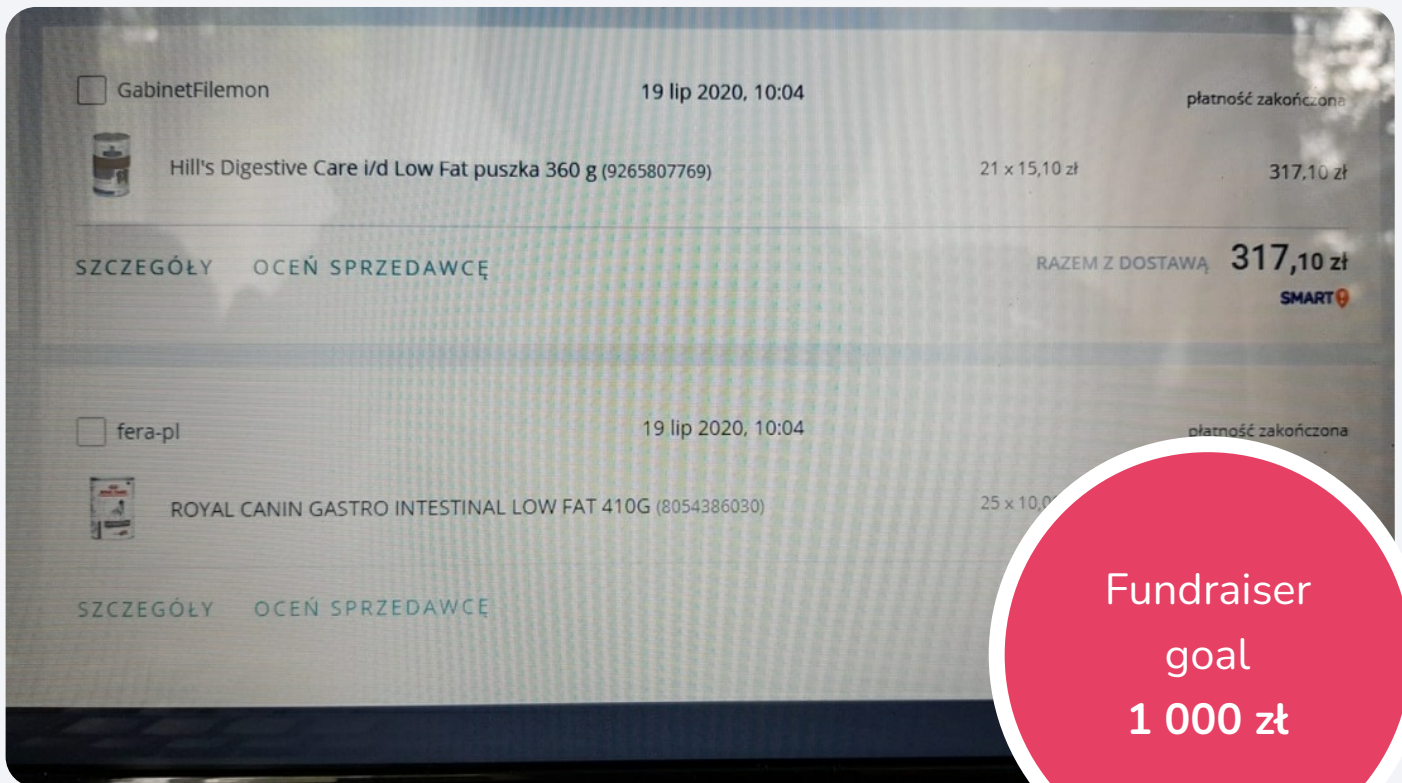 GabinetFilemon 19 lip 2020, 10:04 płatność zakończona
Hill's Digestive Care i/d Low Fat puszka 360 g (9265807769) 21 x 15,10 zł 317,10 zł
SZCZEGÓŁY OCEŃ SPRZEDAWCĘ RAZEM Z DOSTAWĄ 317,10 zł
SMART!
fera-pl 19 lip 2020, 10:04 płatność zakończona
ROYAL CANIN GASTRO INTESTINAL LOW FAT 410G (8054386030) 25 x 10,0
SZCZEGÓŁY OCEŃ SPRZEDAWCĘ
Fundraiser
goal
1 000 zł